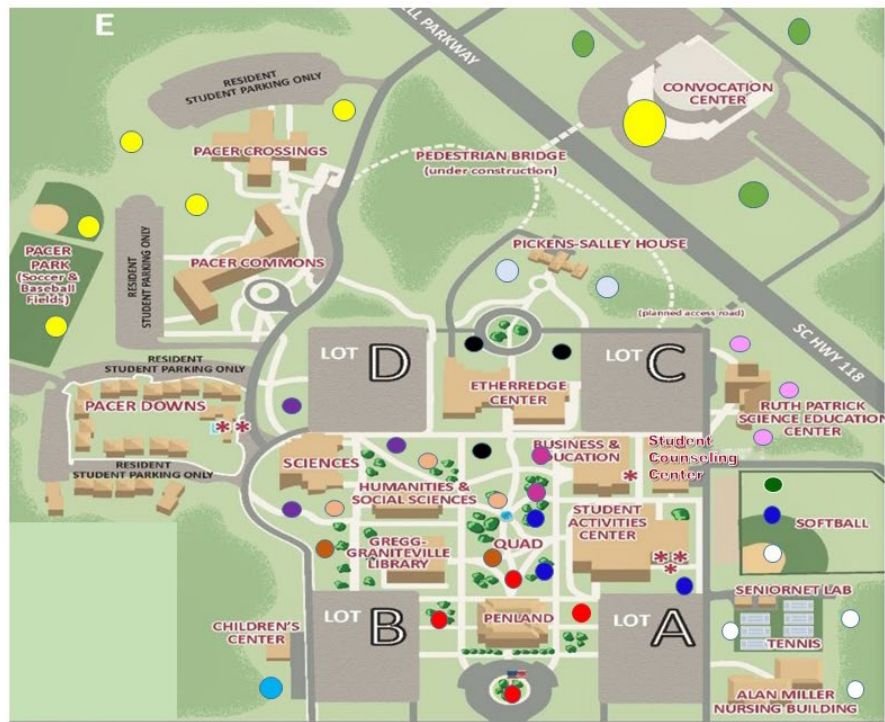 E
RESIDENT
STUDENT PARKING ONLY
LL PARKWAY
CONVOCATION
CENTER
PACER CROSSINGS
PEDESTRIAN BRIDGE
(under construction)
PACER
PARK
(Soccer &
Baseball
Fields)
RESIDENT
STUDENT PARKING ONLY
PACER COMMONS
PICKENS-SALLEY HOUSE
(planned access road)
SC HWY 118
RESIDENT
STUDENT PARKING ONLY
LOT D
LOT C
ETHERREDGE
CENTER
PACER DOWNS
**
RUTH PATRICK
SCIENCE EDUCATION
CENTER
RESIDENT
STUDENT PARKING ONLY
SCIENCES
BUSINESS &
EDUCATION
*
Student
Counseling
Center
HUMANITIES &
SOCIAL SCIENCES
STUDENT
ACTIVITIES
CENTER
***
SOFTBALL
GREGG-
GRANITEVILLE
LIBRARY
QUAD
SENIORNET LAB
CHILDREN'S
CENTER
LOT B
PENLAND
LOT A
TENNIS
ALAN MILLER
NURSING BUILDING